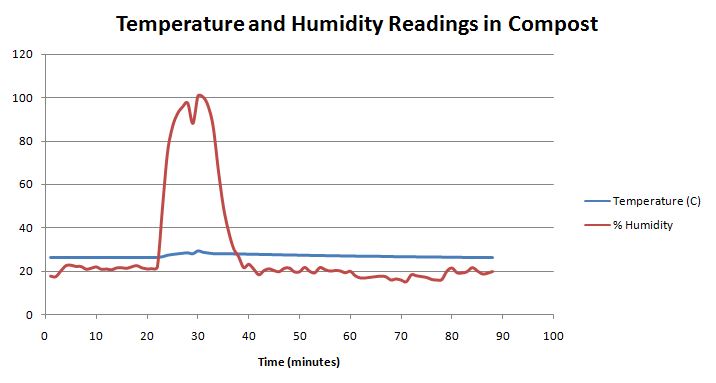 Temperature and Humidity Readings in Compost
120
100
80
60
40
20
0
0 10 20 30 40 50 60 70 80 90 100
Time (minutes)
Temperature (C)
% Humidity